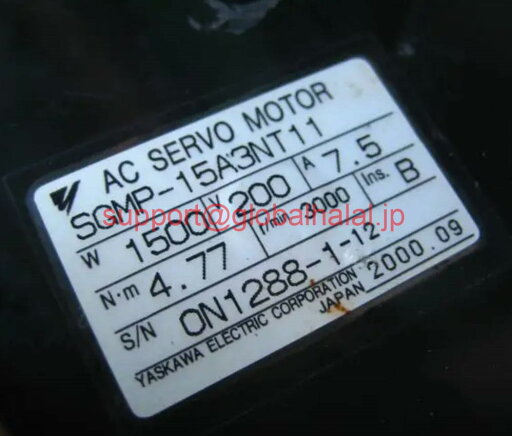 AC SERVO MOTOR
SGMP-15A3NT11
W 1500 200 A 7.5
N·m 4.77 r/min 3000 Ins. B
S/N 0N1288-1-12
YASKAWA ELECTRIC CORPORATION 2000.09
JAPAN
support@globalhalal.jp